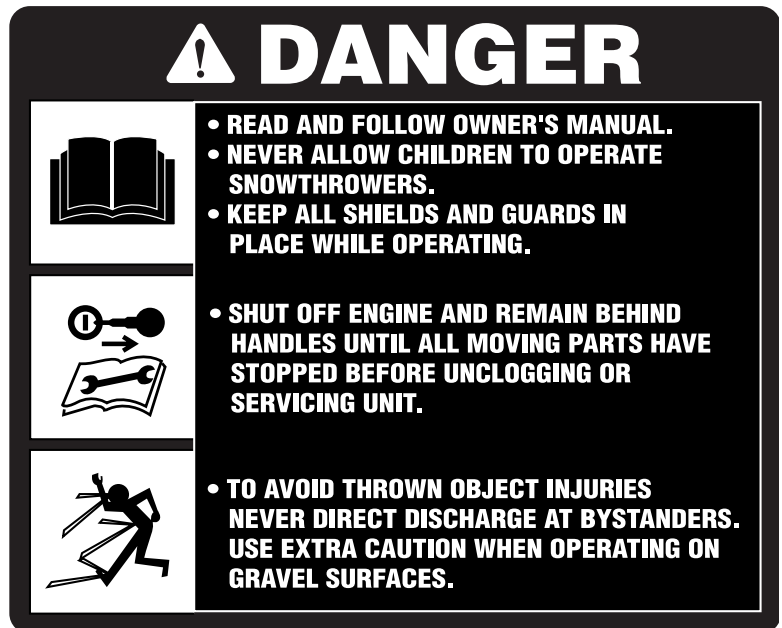 DANGER
• READ AND FOLLOW OWNER'S MANUAL.
• NEVER ALLOW CHILDREN TO OPERATE
SNOWTHROWERS.
• KEEP ALL SHIELDS AND GUARDS IN
PLACE WHILE OPERATING.
• SHUT OFF ENGINE AND REMAIN BEHIND
HANDLES UNTIL ALL MOVING PARTS HAVE
STOPPED BEFORE UNCLOGGING OR
SERVICING UNIT.
• TO AVOID THROWN OBJECT INJURIES
NEVER DIRECT DISCHARGE AT BYSTANDERS.
USE EXTRA CAUTION WHEN OPERATING ON
GRAVEL SURFACES.